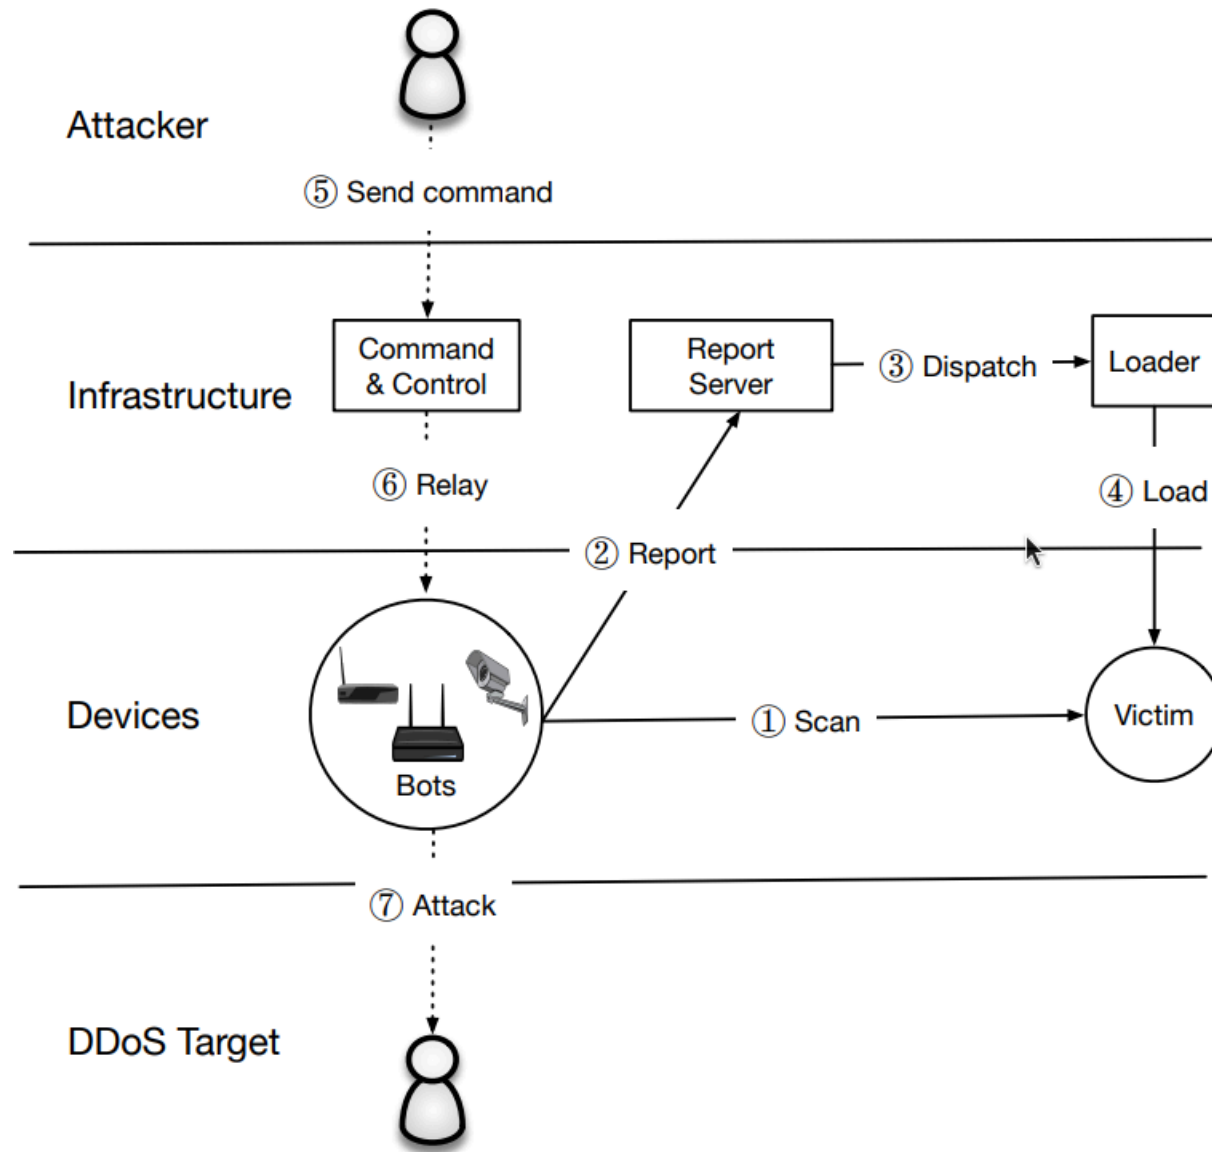 Attacker
⑤ Send command
Infrastructure
Command
& Control
Report
Server
③ Dispatch
Loader
⑥ Relay
④ Load
② Report
Devices
Bots
① Scan
Victim
⑦ Attack
DDoS Target